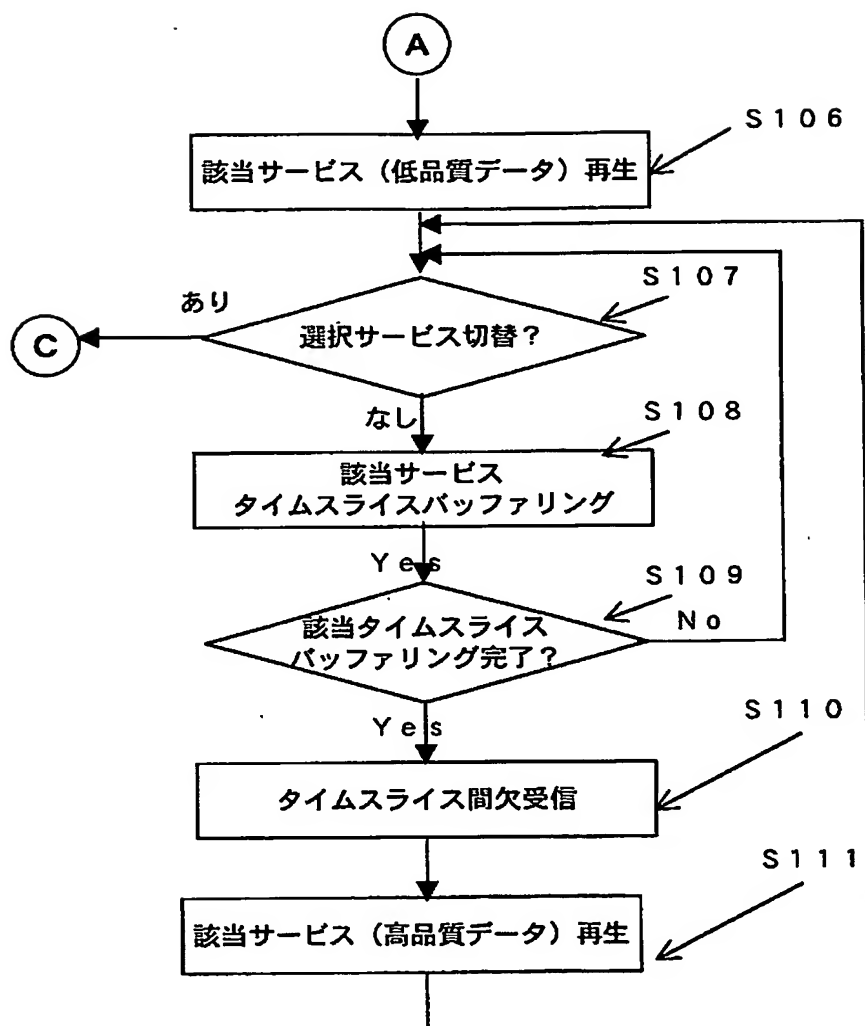 A
S106
該当サービス（低品質データ）再生
S107
あり
選択サービス切替？
C
なし
S108
該当サービス
タイムスライスバッファリング
Yes
S109
該当タイムスライス
バッファリング完了？
No
Yes
S110
タイムスライス間欠受信
S111
該当サービス（高品質データ）再生